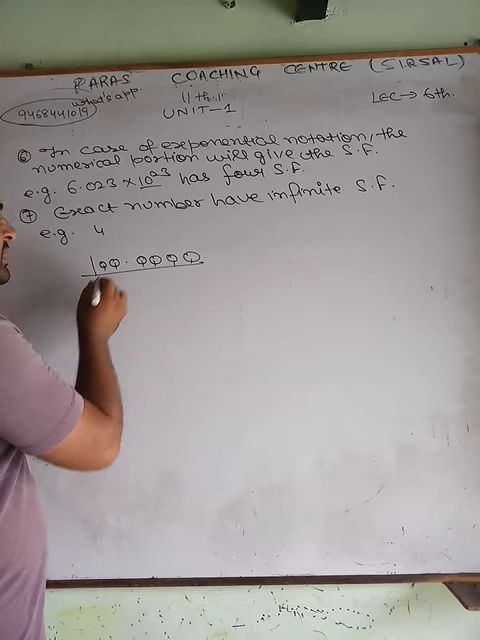 PARAS COACHING CENTRE (SIRSAL)
what's app
9468441019
11th
UNIT-1
LEC→ 6th.
⑥ In case of exponential notation, the
numerical portion will give the S.F.
e.g. 6.023 × 10²³ has four S.F.
⑦ Exact number have infinite S.F.
e.g. 4
100.0000